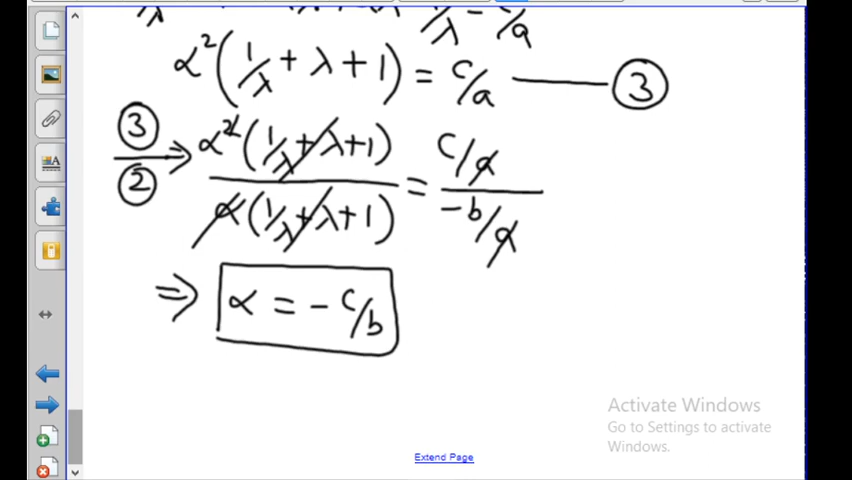 1/λ - c/a
α²(1/λ + λ + 1) = c/a —— ③
③/② ⇒ α²(1/λ + λ + 1) / α(1/λ + λ + 1) = c/a / -b/a
⇒ α = - c/b
Activate Windows
Go to Settings to activate
Windows.
Extend Page